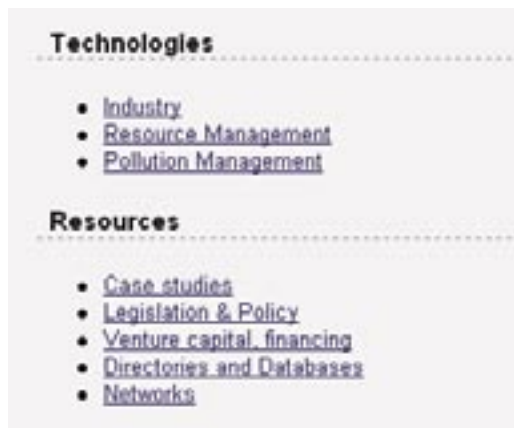 Technologies
Industry
Resource Management
Pollution Management
Resources
Case studies
Legislation & Policy
Venture capital, financing
Directories and Databases
Networks